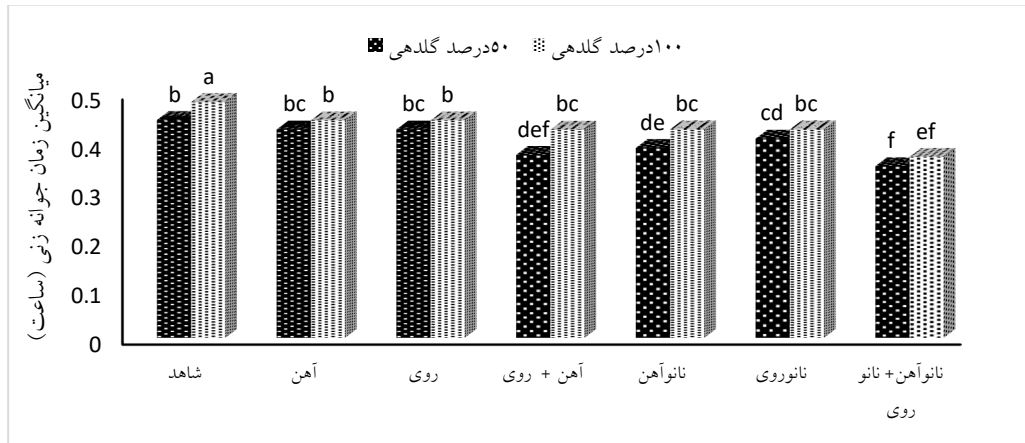 ۵۰درصد گلدهی ۱۰۰درصد گلدهی
میانگین زمان جوانه زنی (ساعت)
0.5
0.4
0.3
0.2
0.1
0
b a bc b bc b def bc de bc cd bc f ef
شاهد
آهن
روی
آهن + روی
نانوآهن
نانوروی
نانوآهن+ نانو
روی